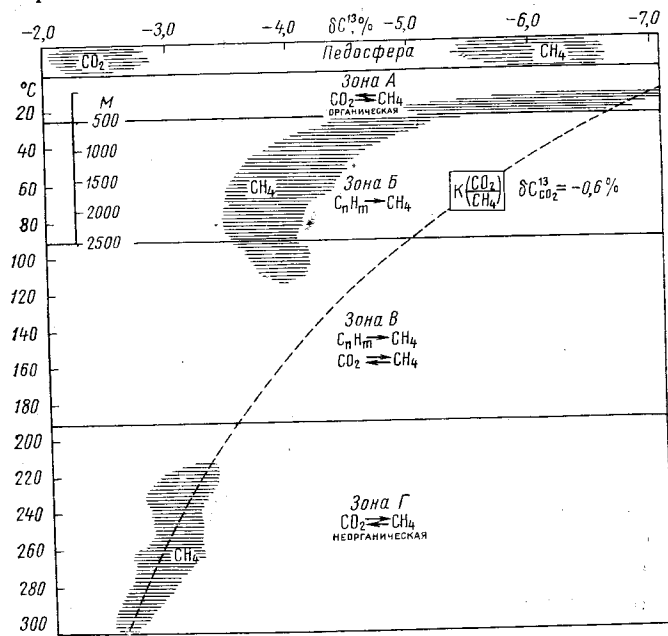 δC¹³,%
-2,0 -3,0 -4,0 -5,0 -6,0 -7,0
CO₂ Педосфера CH₄
°C
М
20
40
60
80
100
120
140
160
180
200
220
240
260
280
300
500
1000
1500
2000
2500
Зона А
CO₂ ⇄ CH₄
ОРГАНИЧЕСКАЯ
CH₄
Зона Б
CₙHₘ → CH₄
K(CO₂/CH₄) δC¹³CO₂ = -0,6%
Зона В
CₙHₘ → CH₄
CO₂ ⇄ CH₄
Зона Г
CO₂ ⇄ CH₄
НЕОРГАНИЧЕСКАЯ
CH₄